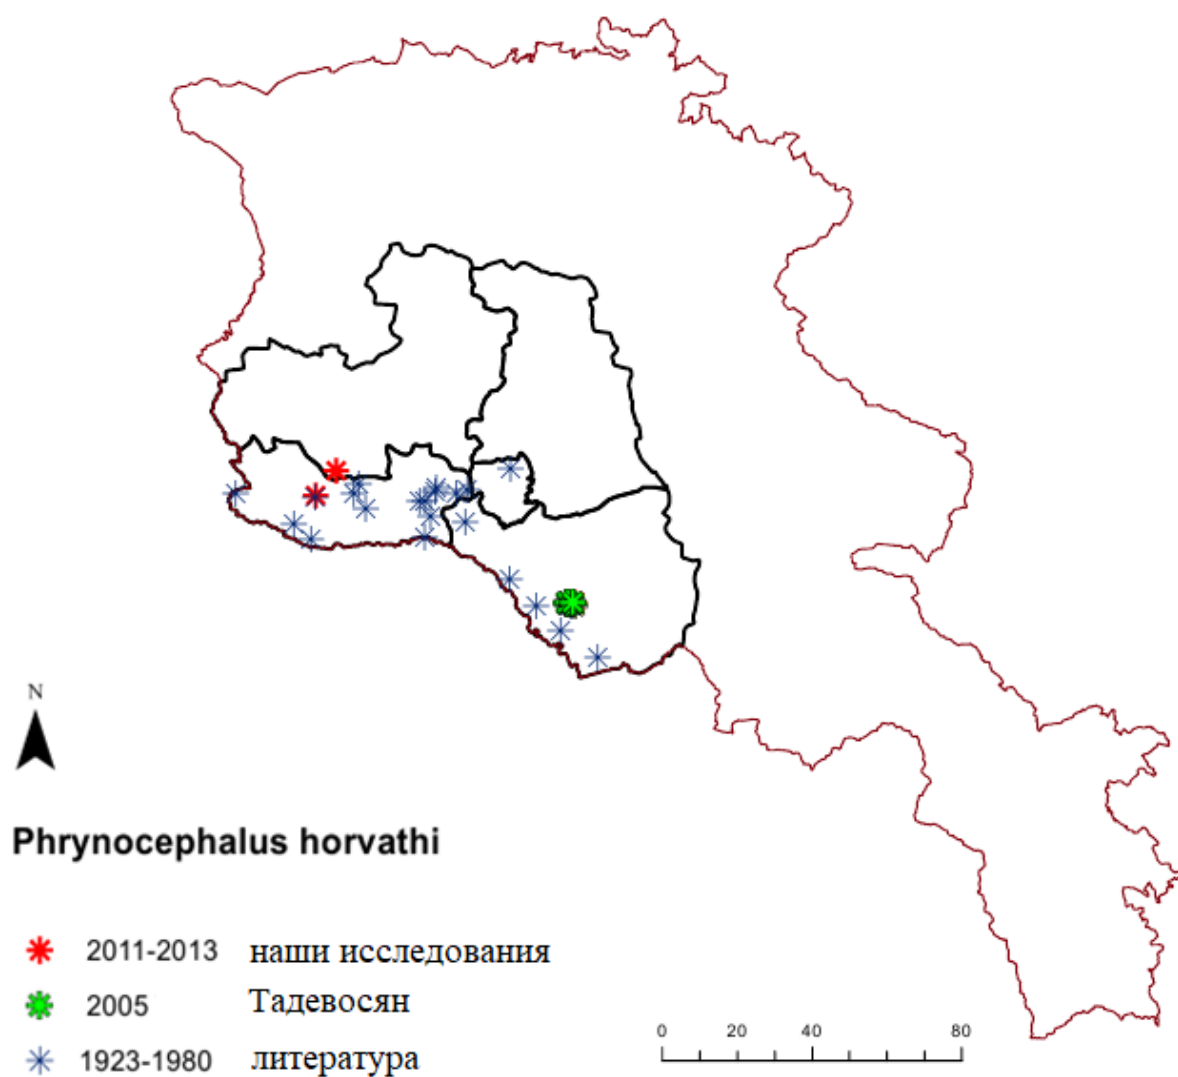 N
Phrynocephalus horvathi
2011-2013 наши исследования
2005 Тадевосян
1923-1980 литература
0 20 40 80